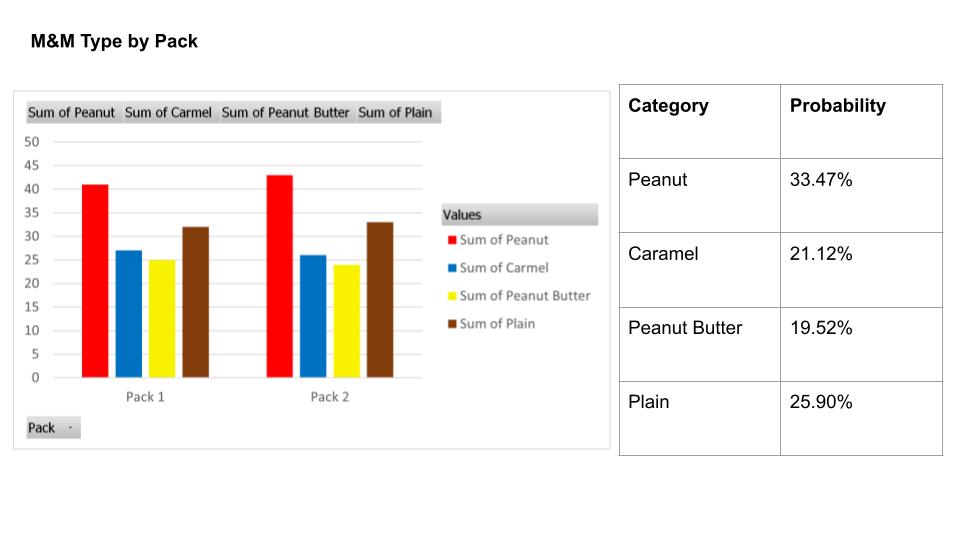 M&M Type by Pack
Sum of Peanut Sum of Carmel Sum of Peanut Butter Sum of Plain
50
45
40
35
30
25
20
15
10
5
0
Pack 1 Pack 2
Values
Sum of Peanut
Sum of Carmel
Sum of Peanut Butter
Sum of Plain
Pack
Category Probability
Peanut 33.47%
Caramel 21.12%
Peanut Butter 19.52%
Plain 25.90%